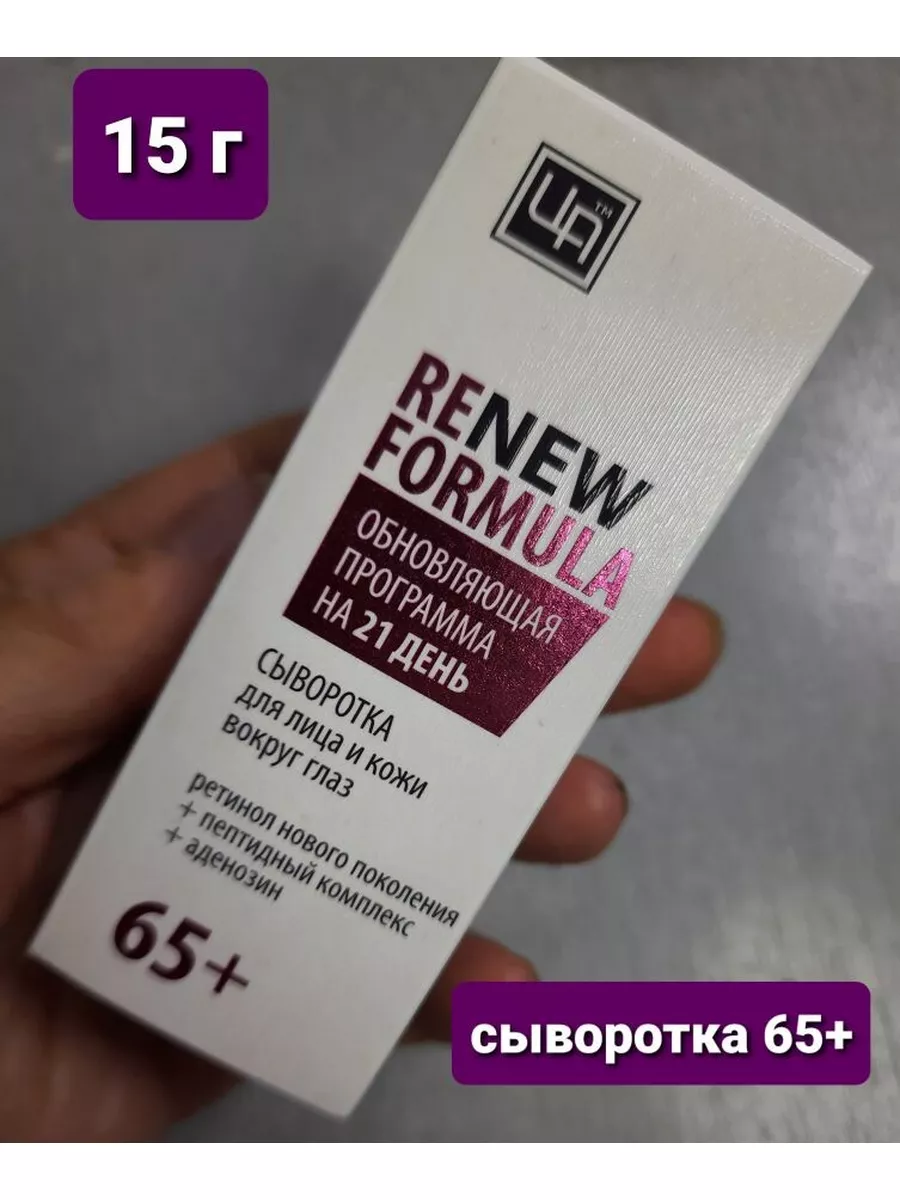 15 г
ЦА™
RENEW
FORMULA
ОБНОВЛЯЮЩАЯ
ПРОГРАММА
НА 21 ДЕНЬ
СЫВОРОТКА
для лица и кожи
вокруг глаз
ретинол нового поколения
+ пептидный комплекс
+ аденозин
65+
сыворотка 65+